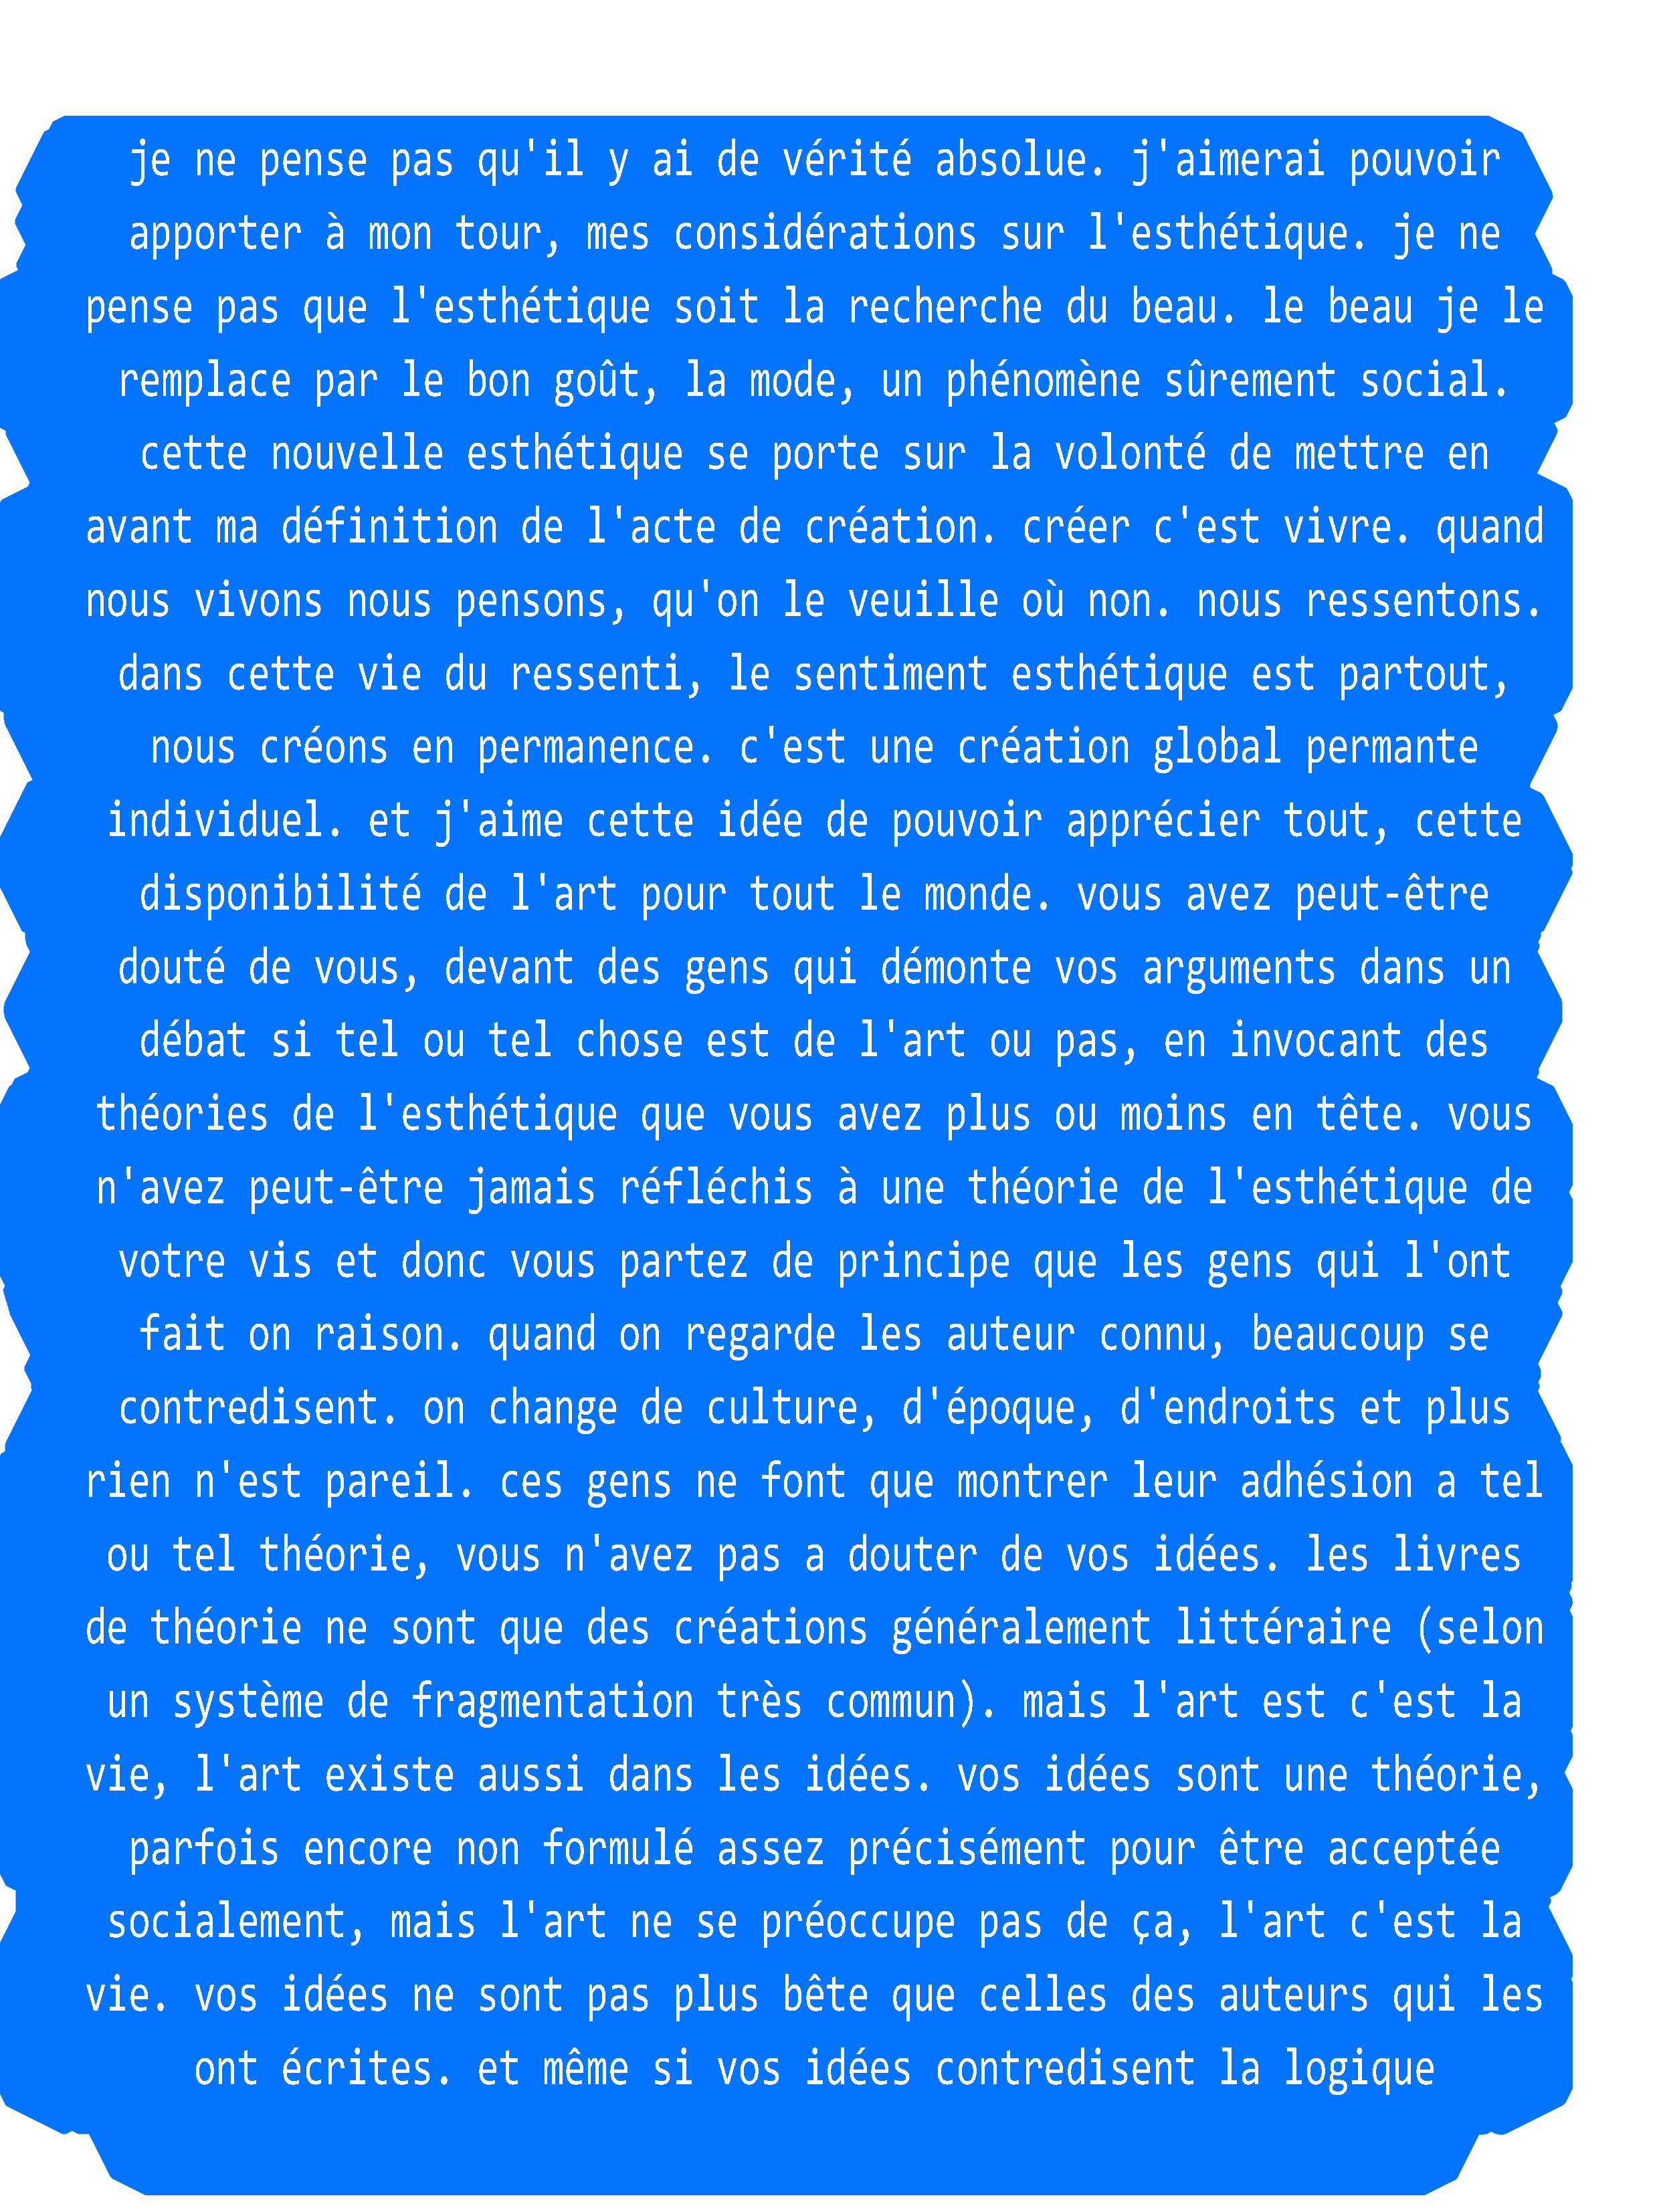 je ne pense pas qu'il y ai de vérité absolue. j'aimerai pouvoir
apporter à mon tour, mes considérations sur l'esthétique. je ne
pense pas que l'esthétique soit la recherche du beau. le beau je le
remplace par le bon goût, la mode, un phénomène sûrement social.
cette nouvelle esthétique se porte sur la volonté de mettre en
avant ma définition de l'acte de création. créer c'est vivre. quand
nous vivons nous pensons, qu'on le veuille où non. nous ressentons.
dans cette vie du ressenti, le sentiment esthétique est partout,
nous créons en permanence. c'est une création global permante
individuel. et j'aime cette idée de pouvoir apprécier tout, cette
disponibilité de l'art pour tout le monde. vous avez peut-être
douté de vous, devant des gens qui démonte vos arguments dans un
débat si tel ou tel chose est de l'art ou pas, en invocant des
théories de l'esthétique que vous avez plus ou moins en tête. vous
n'avez peut-être jamais réfléchis à une théorie de l'esthétique de
votre vis et donc vous partez de principe que les gens qui l'ont
fait on raison. quand on regarde les auteur connu, beaucoup se
contredisent. on change de culture, d'époque, d'endroits et plus
rien n'est pareil. ces gens ne font que montrer leur adhésion a tel
ou tel théorie, vous n'avez pas a douter de vos idées. les livres
de théorie ne sont que des créations généralement littéraire (selon
un système de fragmentation très commun). mais l'art est c'est la
vie, l'art existe aussi dans les idées. vos idées sont une théorie,
parfois encore non formulé assez précisément pour être acceptée
socialement, mais l'art ne se préoccupe pas de ça, l'art c'est la
vie. vos idées ne sont pas plus bête que celles des auteurs qui les
ont écrites. et même si vos idées contredisent la logique